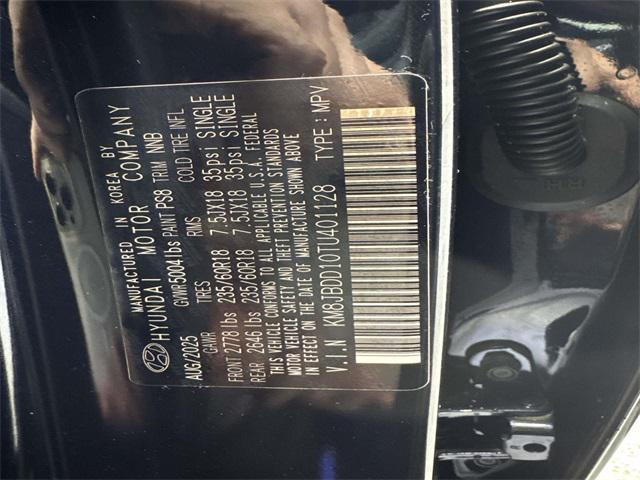 MANUFACTURED IN KOREA BY
HYUNDAI MOTOR COMPANY
AUG/2025 GVWR 5004 lbs PAINT PS8 TRIM NNB
GAWR TIRES RIMS COLD TIRE INFL.
FRONT 2778 lbs 235/60R18 7.5JX18 35psi SINGLE
REAR 2646 lbs 235/60R18 7.5JX18 35psi SINGLE
THIS VEHICLE CONFORMS TO ALL APPLICABLE U.S.A. FEDERAL
MOTOR VEHICLE SAFETY AND THEFT PREVENTION STANDARDS
IN EFFECT ON THE DATE OF MANUFACTURE SHOWN ABOVE
V.I.N KM8JBDD10TU401128 TYPE : MPV